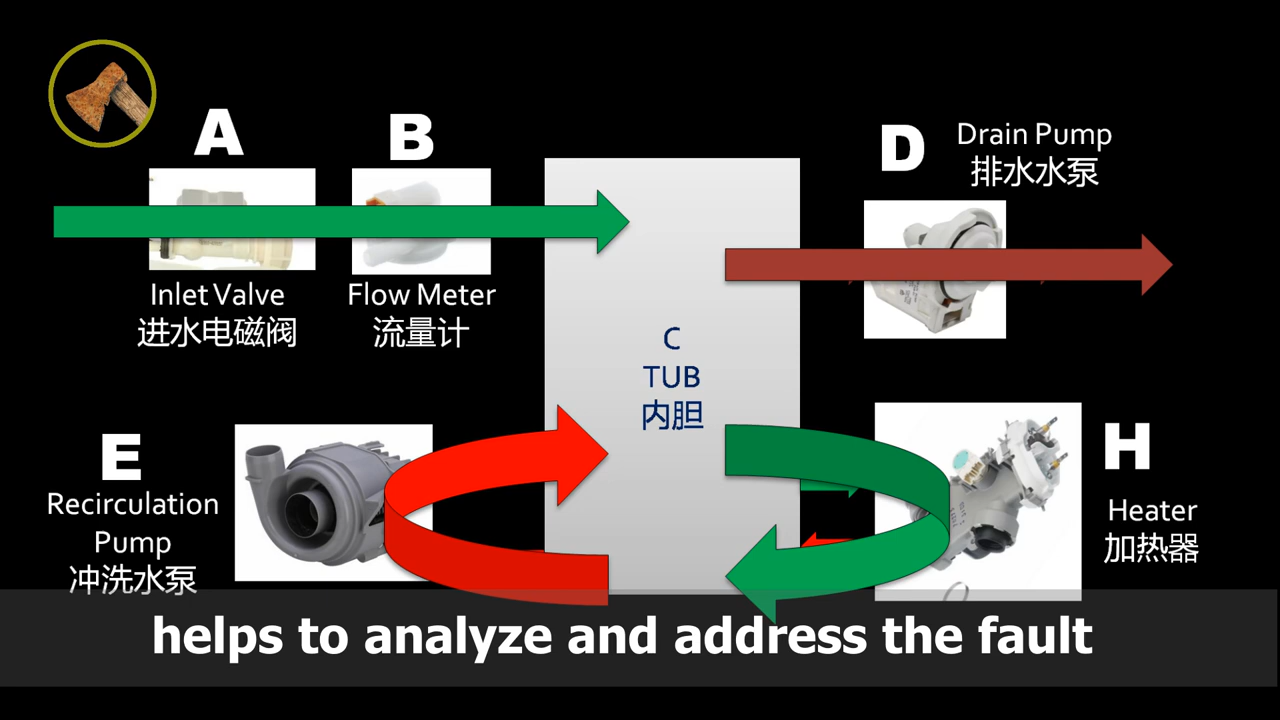 A
B
Inlet Valve
进水电磁阀
Flow Meter
流量计
C
TUB
内胆
D
Drain Pump
排水水泵
E
Recirculation
Pump
冲洗水泵
H
Heater
加热器
helps to analyze and address the fault